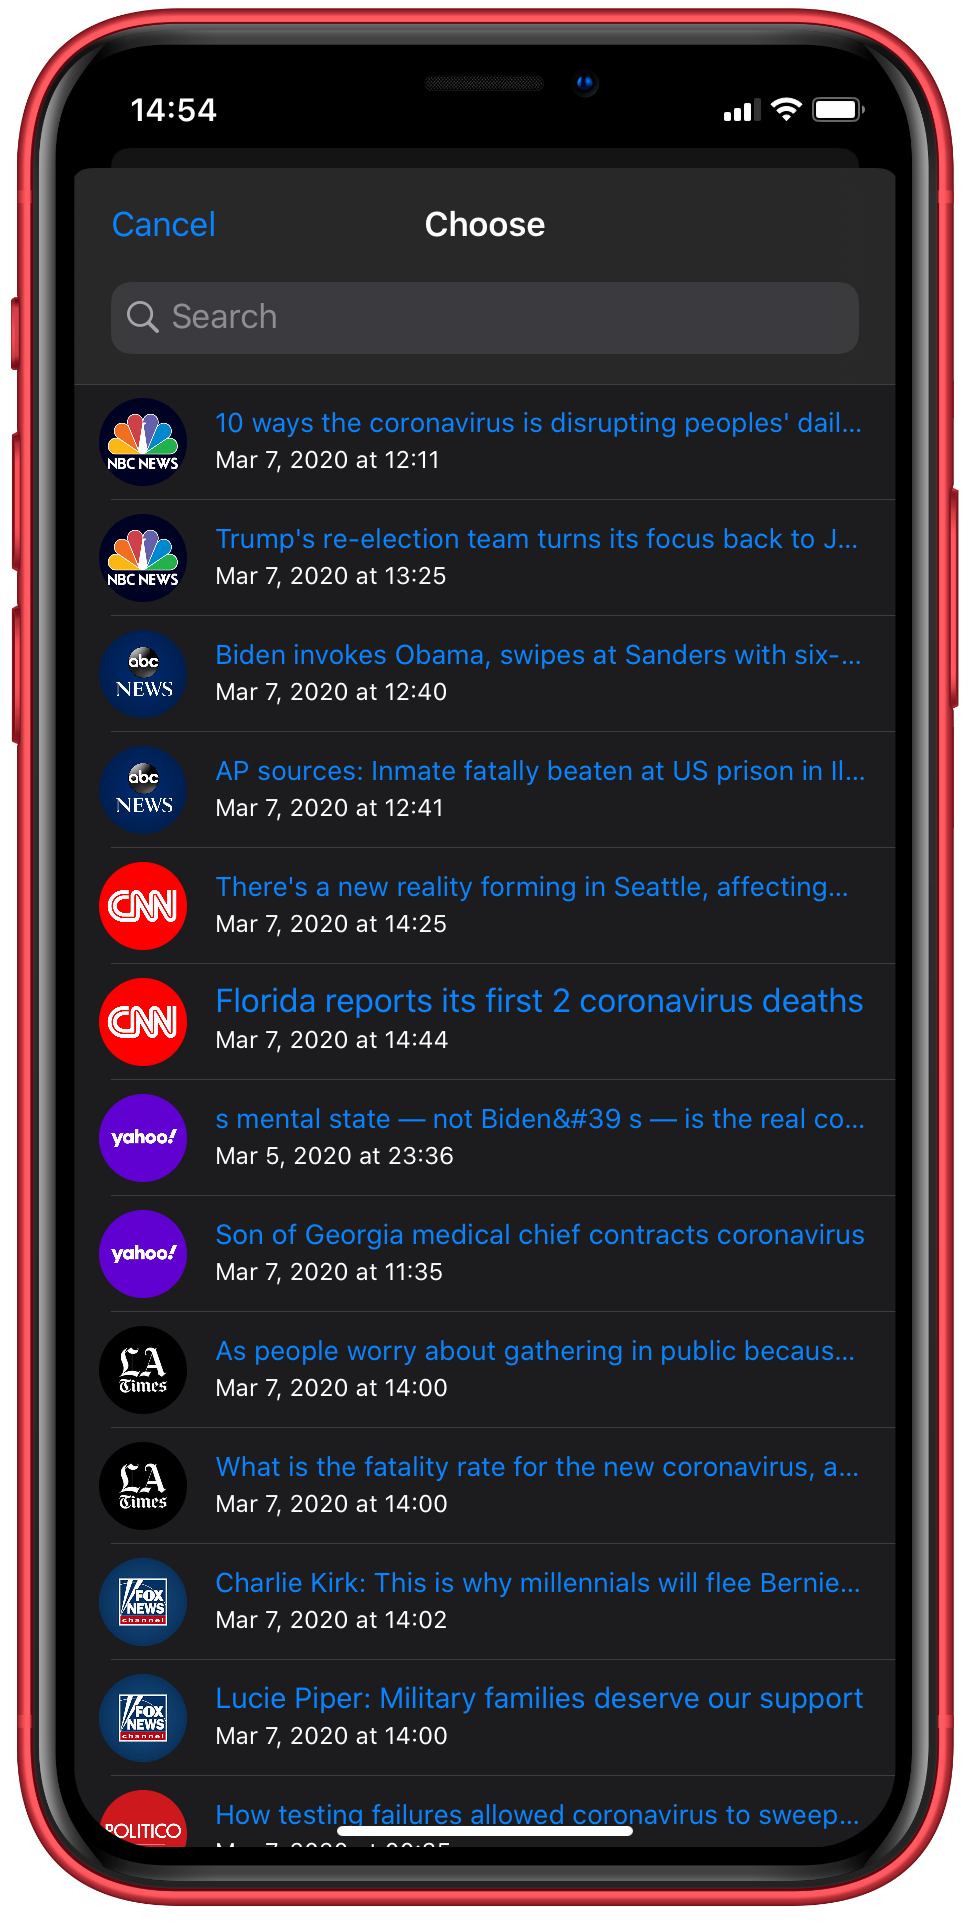 14:54
Cancel
Choose
Search
NBC NEWS
10 ways the coronavirus is disrupting peoples' dail...
Mar 7, 2020 at 12:11
NBC NEWS
Trump's re-election team turns its focus back to J...
Mar 7, 2020 at 13:25
abc
NEWS
Biden invokes Obama, swipes at Sanders with six-...
Mar 7, 2020 at 12:40
abc
NEWS
AP sources: Inmate fatally beaten at US prison in Il...
Mar 7, 2020 at 12:41
CNN
There's a new reality forming in Seattle, affecting...
Mar 7, 2020 at 14:25
CNN
Florida reports its first 2 coronavirus deaths
Mar 7, 2020 at 14:44
yahoo!
s mental state — not Biden&#39 s — is the real co...
Mar 5, 2020 at 23:36
yahoo!
Son of Georgia medical chief contracts coronavirus
Mar 7, 2020 at 11:35
LA
Times
As people worry about gathering in public becaus...
Mar 7, 2020 at 14:00
LA
Times
What is the fatality rate for the new coronavirus, a...
Mar 7, 2020 at 14:00
FOX
NEWS
channel
Charlie Kirk: This is why millennials will flee Bernie...
Mar 7, 2020 at 14:02
FOX
NEWS
channel
Lucie Piper: Military families deserve our support
Mar 7, 2020 at 14:00
POLITICO
How testing failures allowed coronavirus to sweep...